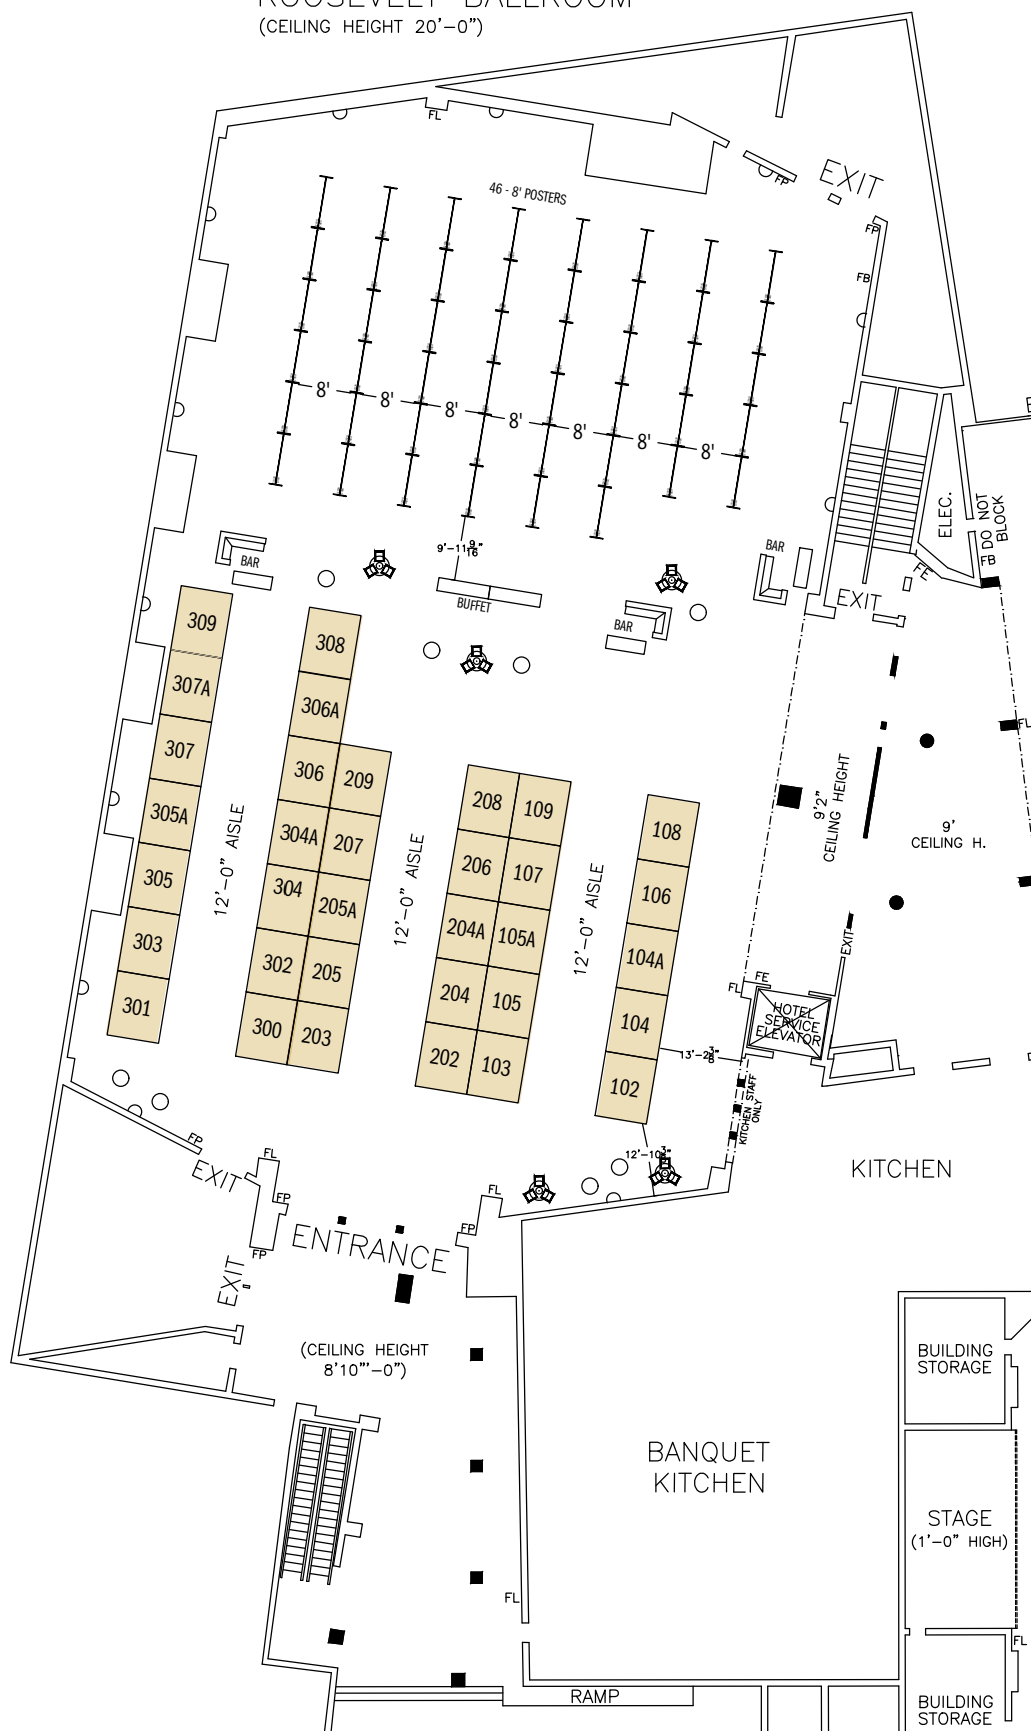 ROOSEVELT BALLROOM
(CEILING HEIGHT 20'-0")
FL
46 - 8' POSTERS
FP
EXIT
FP
FB
8'
8'
8'
8'
8'
8'
8'
ELEC.
DO NOT
BLOCK
FB
FE
EXIT
BAR
9'-11 9/16"
BUFFET
BAR
BAR
309
307A
307
305A
305
303
301
12'-0" AISLE
308
306A
306
209
304A
207
304
205A
302
205
300
203
12'-0" AISLE
208
109
206
107
204A
105A
204
105
202
103
12'-0" AISLE
108
106
104A
104
102
9'2"
CEILING HEIGHT
9'
CEILING H.
FL
EXIT
FE
FL
HOTEL
SERVICE
ELEVATOR
KITCHEN STAFF
ONLY
KITCHEN
FP
EXIT
FL
FP
FP
EXIT
ENTRANCE
FL
FP
(CEILING HEIGHT
8'10"'-0")
BANQUET
KITCHEN
BUILDING
STORAGE
STAGE
(1'-0" HIGH)
FL
FL
RAMP
BUILDING
STORAGE